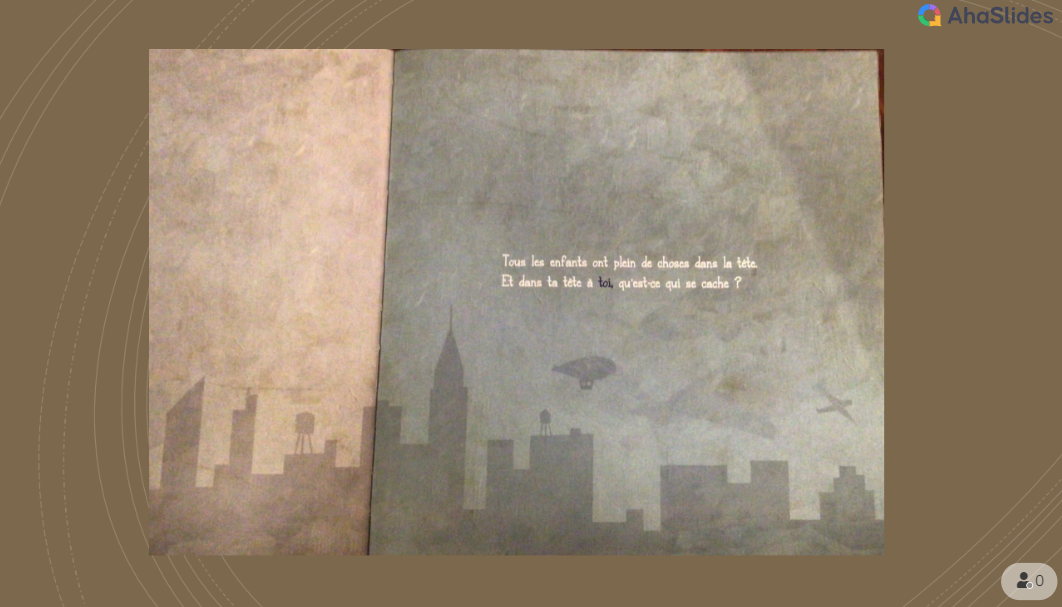 AhaSlides
Tous les enfants ont plein de choses dans la tête.
Et dans ta tête à toi, qu'est-ce qui se cache ?
0